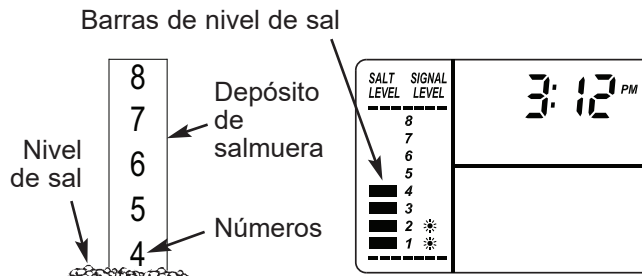 Barras de nivel de sal
8
7
6
5
4
Depósito
de
salmuera
Nivel
de sal
Números
SALT LEVEL
SIGNAL LEVEL
8
7
6
5
4
3
2
1
3:12 PM